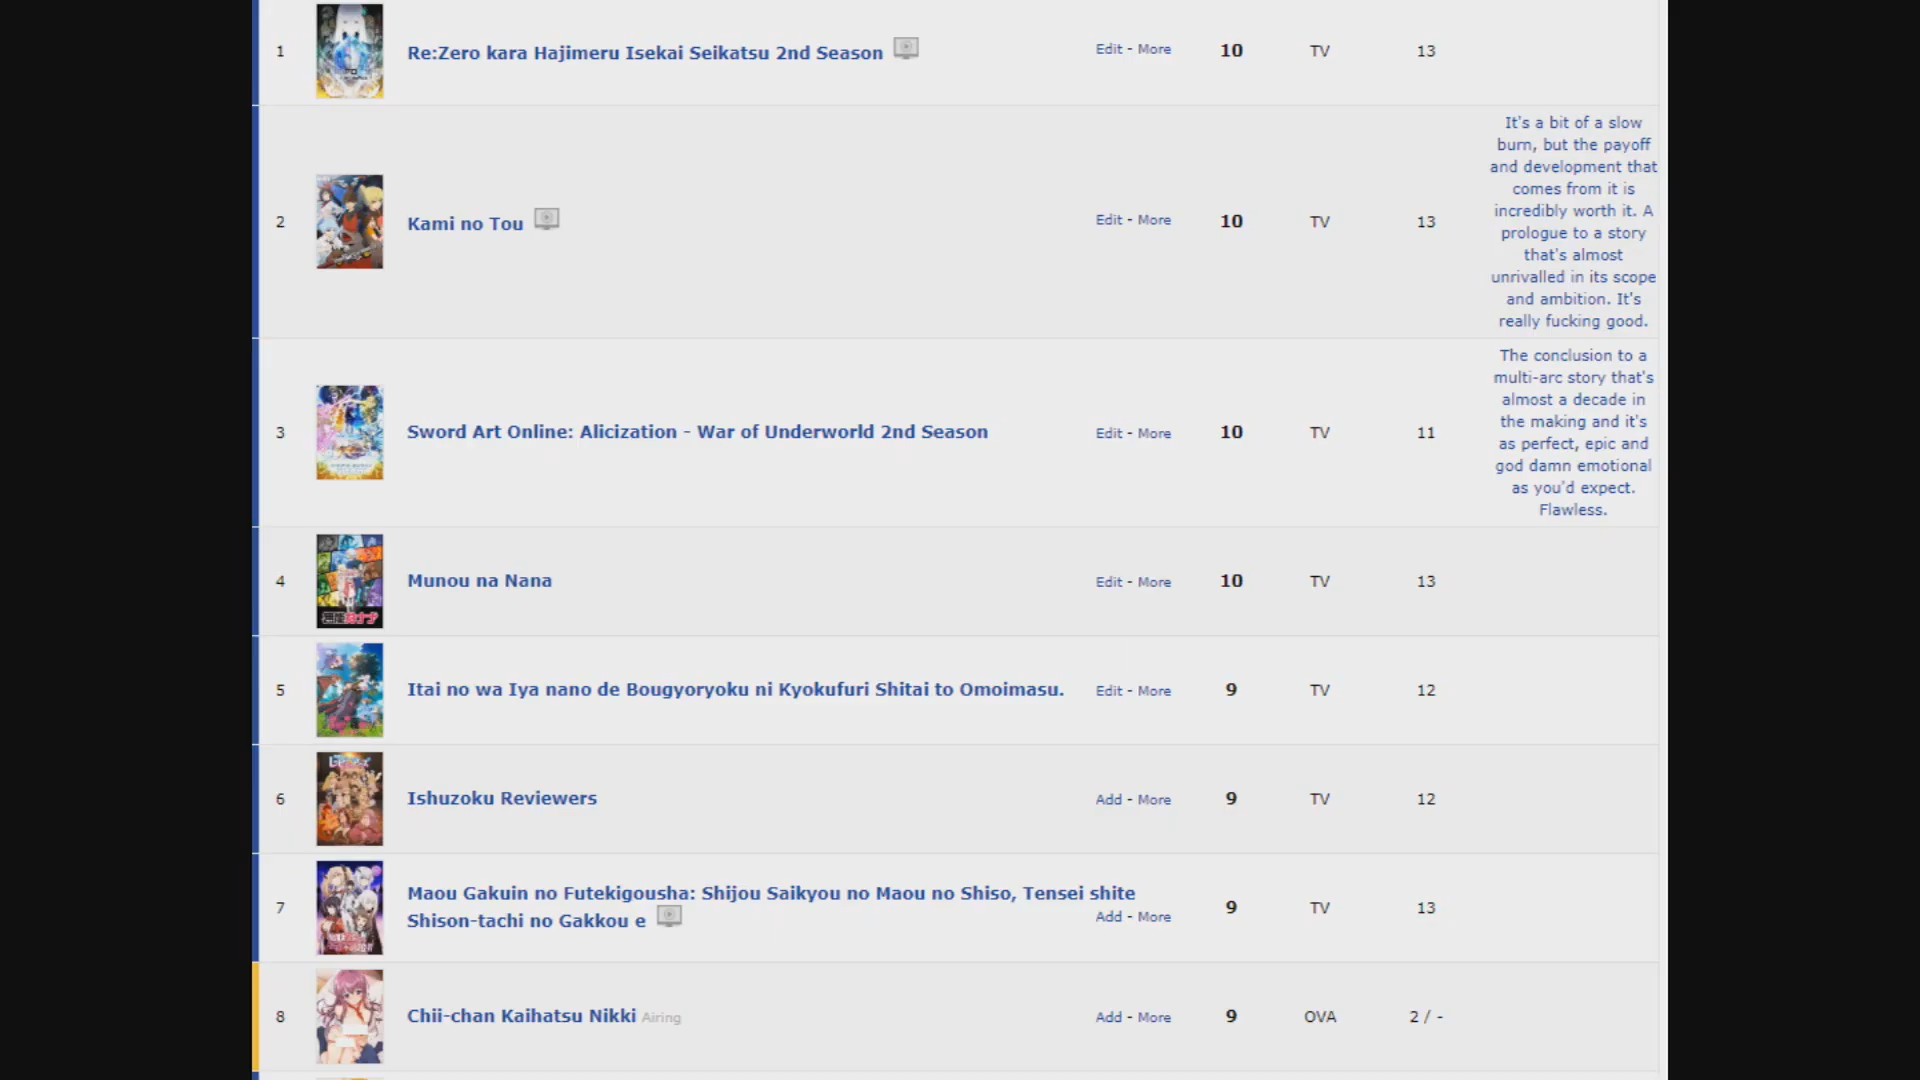 1 Re:Zero kara Hajimeru Isekai Seikatsu 2nd Season Edit - More 10 TV 13
2 Kami no Tou Edit - More 10 TV 13
It's a bit of a slow
burn, but the payoff
and development that
comes from it is
incredibly worth it. A
prologue to a story
that's almost
unrivalled in its scope
and ambition. It's
really fucking good.
3 Sword Art Online: Alicization - War of Underworld 2nd Season Edit - More 10 TV 11
The conclusion to a
multi-arc story that's
almost a decade in
the making and it's
as perfect, epic and
god damn emotional
as you'd expect.
Flawless.
4 Munou na Nana Edit - More 10 TV 13
5 Itai no wa Iya nano de Bougyoryoku ni Kyokufuri Shitai to Omoimasu. Edit - More 9 TV 12
6 Ishuzoku Reviewers Add - More 9 TV 12
7 Maou Gakuin no Futekigousha: Shijou Saikyou no Maou no Shiso, Tensei shite
Shison-tachi no Gakkou e Add - More 9 TV 13
8 Chii-chan Kaihatsu Nikki Airing Add - More 9 OVA 2 / -